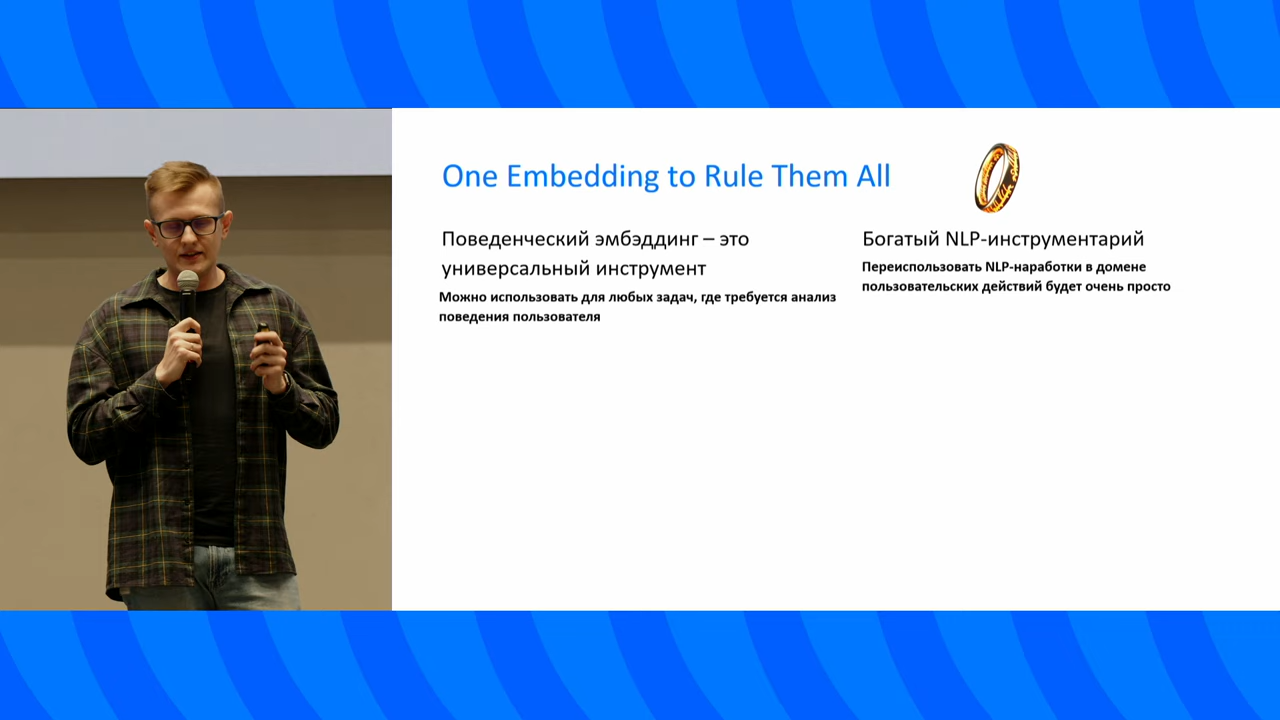 One Embedding to Rule Them All
Поведенческий эмбэддинг – это
универсальный инструмент
Можно использовать для любых задач, где требуется анализ
поведения пользователя
Богатый NLP-инструментарий
Переиспользовать NLP-наработки в домене
пользовательских действий будет очень просто